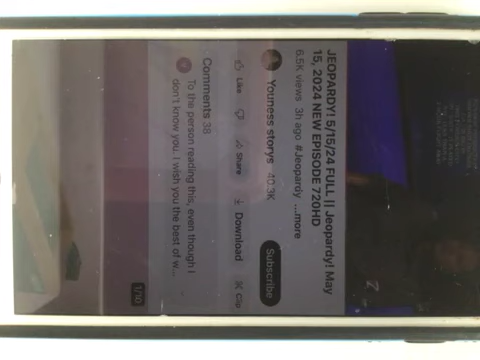 JEOPARDY! 5/15/24 FULL || Jeopardy! May
15, 2024 NEW EPISODE 720HD
6.5K views 3h ago #Jeopardy ...more
Youness storys 40.3K
Subscribe
Like
Share
Download
Clip
Comments 38
To the person reading this, even though I
don't know you. I wish you the best of w...
1/10